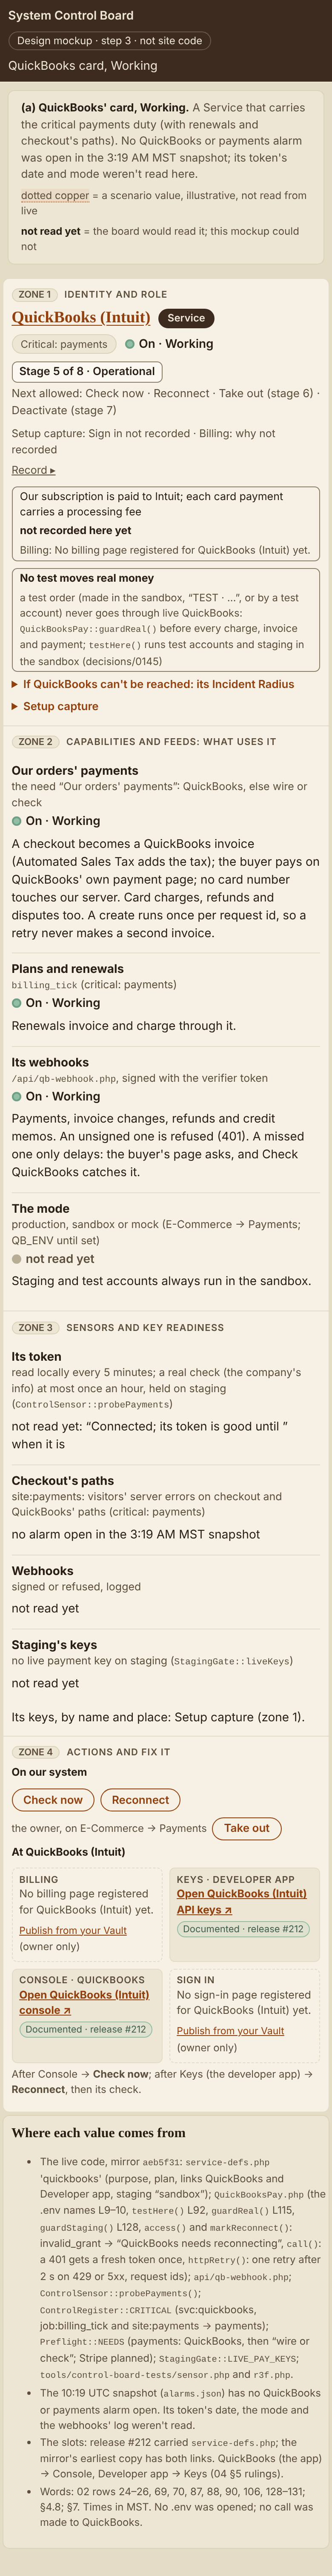 System Control Board
Design mockup · step 3 · not site code
QuickBooks card, Working
(a) QuickBooks' card, Working. A Service that carries
the critical payments duty (with renewals and
checkout's paths). No QuickBooks or payments alarm
was open in the 3:19 AM MST snapshot; its token's
date and mode weren't read here.
dotted copper = a scenario value, illustrative, not read from
live
not read yet = the board would read it; this mockup could
not
ZONE 1 IDENTITY AND ROLE
QuickBooks (Intuit) Service
Critical: payments On · Working
Stage 5 of 8 · Operational
Next allowed: Check now · Reconnect · Take out (stage 6) ·
Deactivate (stage 7)
Setup capture: Sign in not recorded · Billing: why not
recorded
Record ▸
Our subscription is paid to Intuit; each card payment
carries a processing fee
not recorded here yet
Billing: No billing page registered for QuickBooks (Intuit) yet.
No test moves real money
a test order (made in the sandbox, “TEST · …”, or by a test
account) never goes through live QuickBooks:
QuickBooksPay::guardReal() before every charge, invoice
and payment; testHere() runs tests and staging in
the sandbox (decisions/0145)
▶ If QuickBooks can't be reached: its Incident Radius
▶ Setup capture
ZONE 2 CAPABILITIES AND FEEDS: WHAT USES IT
Our orders' payments
the need “Our orders' payments”: QuickBooks, else wire or
check
On · Working
A checkout becomes a QuickBooks invoice
(Automated Sales Tax adds the tax); the buyer pays on
QuickBooks' own payment page; no card number
touches our server. Card charges, refunds and
disputes too. A create runs once per request id, so a
retry never makes a second invoice.
Plans and renewals
billing_tick (critical: payments)
On · Working
Renewals invoice and charge through it.
Its webhooks
/api/qb-webhook.php, signed with the verifier token
On · Working
Payments, invoice changes, refunds and credit
memos. An unsigned one is refused (401). A missed
one only delays: the buyer's page asks, and Check
QuickBooks catches it.
The mode
production, sandbox or mock (E-Commerce → Payments;
QB_ENV until set)
not read yet
Staging and test accounts always run in the sandbox.
ZONE 3 SENSORS AND KEY READINESS
Its token
read locally every 5 minutes; a real check (the company's
info) at most once an hour, held on staging
(ControlSensor::probePayments)
not read yet: “Connected; its token is good until ”
when it is
Checkout's paths
site:payments: visitors' server errors on checkout and
QuickBooks' paths (critical: payments)
no alarm open in the 3:19 AM MST snapshot
Webhooks
signed or refused, logged
not read yet
Staging's keys
no live payment key on staging (StagingGate::liveKeys)
not read yet
Its keys, by name and place: Setup capture (zone 1).
ZONE 4 ACTIONS AND FIX IT
On our system
Check now Reconnect
the owner, on E-Commerce → Payments Take out
At QuickBooks (Intuit)
BILLING
No billing page registered
for QuickBooks (Intuit) yet.
Publish from your Vault
(owner only)
KEYS · DEVELOPER APP
Open QuickBooks (Intuit)
API keys ↗
Documented · release #212
CONSOLE · QUICKBOOKS
Open QuickBooks (Intuit)
console ↗
Documented · release #212
SIGN IN
No sign-in page registered
for QuickBooks (Intuit) yet.
Publish from your Vault
(owner only)
After Console → Check now; after Keys (the developer app) →
Reconnect, then its check.
Where each value comes from
• The live code, mirror aeb5f31: service-defs.php
'quickbooks' (purpose, plan, links QuickBooks and
Developer app, staging “sandbox”); QuickBooksPay.php (the
.env names L9–10, testHere() L92, guardReal() L115,
guardStaging() L128, access() and markReconnect():
invalid_grant → “QuickBooks needs reconnecting”, call():
a 401 gets a fresh token once, httpRetry(): one retry after
2 s on 429 or 5xx, request ids); api/qb-webhook.php;
ControlSensor::probePayments();
ControlRegister::CRITICAL (svc:quickbooks,
job:billing_tick and site:payments → payments);
Preflight::NEEDS (payments: QuickBooks, then “wire or
check”; Stripe planned); StagingGate::LIVE_PAY_KEYS;
tools/control-board-tests/sensor.php and r3f.php.
• The 10:19 UTC snapshot (alarms.json) has no QuickBooks
or payments alarm open. Its token's date, the mode and
the webhooks' log weren't read.
• The slots: release #212 carried service-defs.php; the
mirror's earliest copy has both links. QuickBooks (the app)
→ Console, Developer app → Keys (04 §5 rulings).
• Words: 02 rows 24–26, 69, 70, 87, 88, 90, 106, 128–131;
§4.8; §7. Times in MST. No .env was opened; no call was
made to QuickBooks.